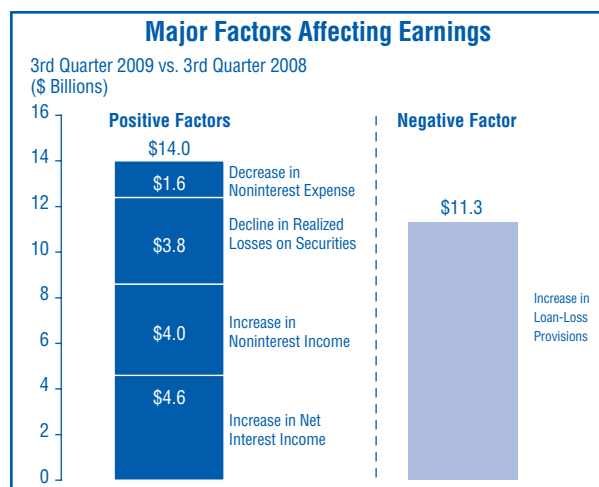 Major Factors Affecting Earnings
3rd Quarter 2009 vs. 3rd Quarter 2008
($ Billions)
16
14
12
10
8
6
4
2
0
Positive Factors
$14.0
$1.6
Decrease in
Noninterest Expense
$3.8
Decline in Realized
Losses on Securities
$4.0
Increase in
Noninterest Income
$4.6
Increase in Net
Interest Income
Negative Factor
$11.3
Increase in
Loan-Loss
Provisions